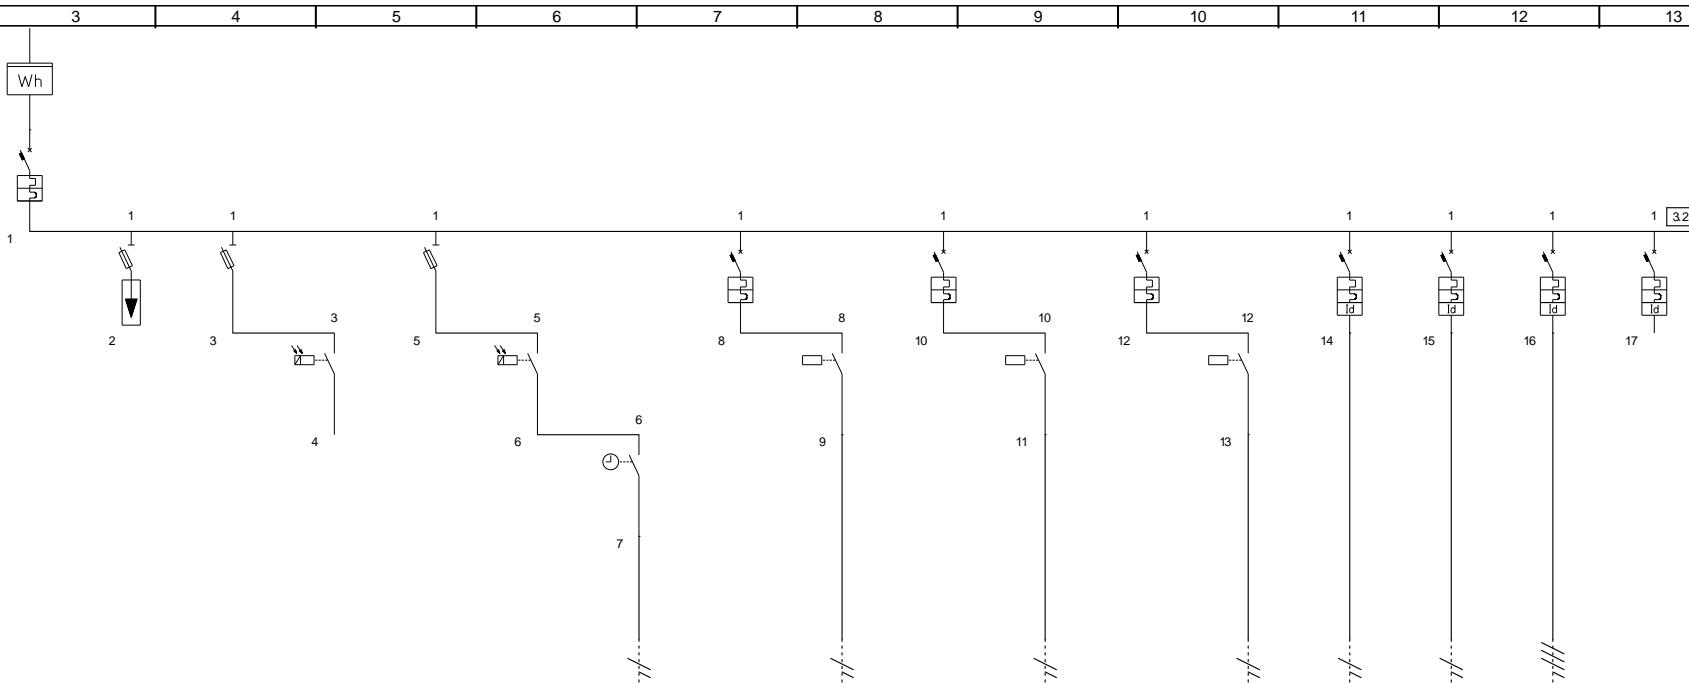 3 4 5 6 7 8 9 10 11 12 13
Wh
1 1 1 1 1 1 1 1 1 1 3.2
1
Id Id Id Id
3 5 8 10 12
2 3 5 8 10 12 14 15 16 17
6
4 6 9 11 13
7